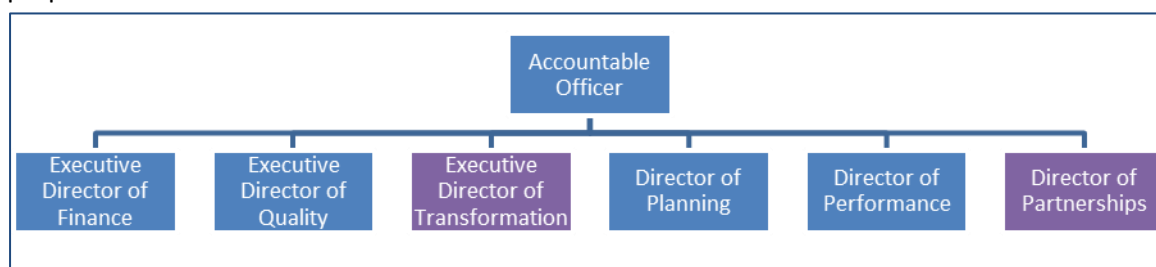 Accountable
Officer
Executive
Director of
Finance
Executive
Director of
Quality
Executive
Director of
Transformation
Director of
Planning
Director of
Performance
Director of
Partnerships